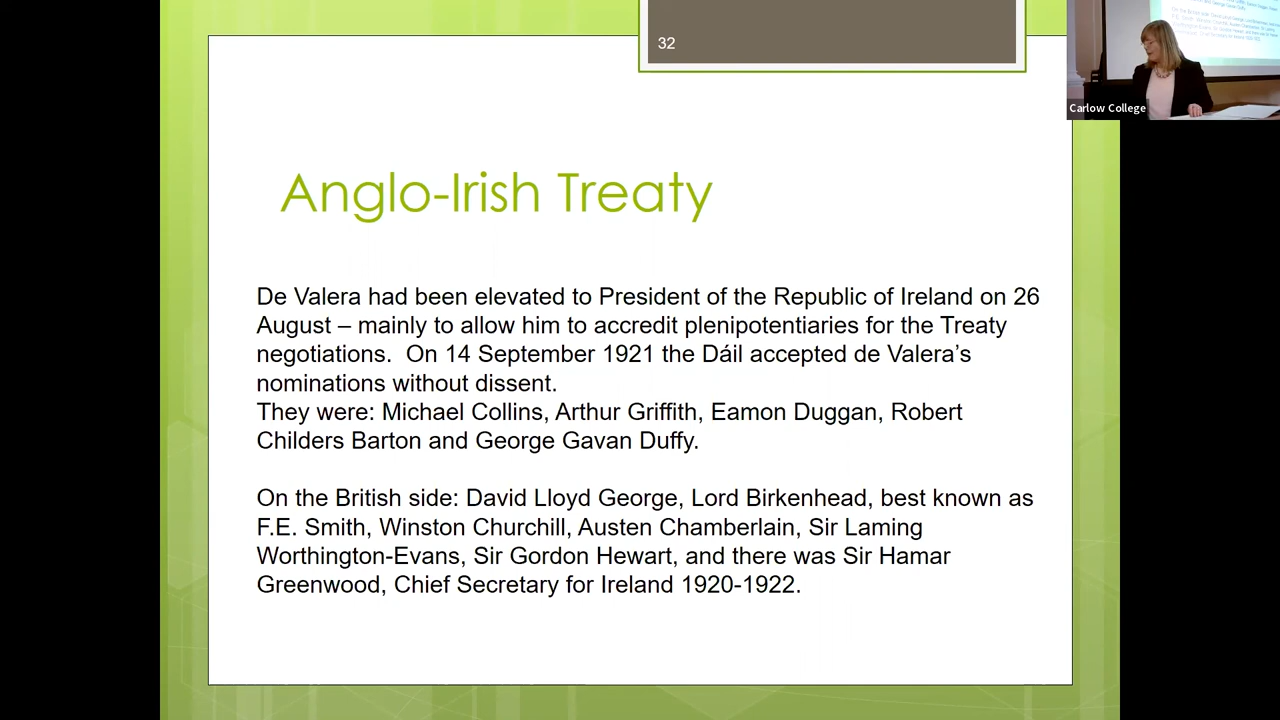 32
Carlow College
Anglo-Irish Treaty
De Valera had been elevated to President of the Republic of Ireland on 26
August – mainly to allow him to accredit plenipotentiaries for the Treaty
negotiations.  On 14 September 1921 the Dáil accepted de Valera’s
nominations without dissent.
They were: Michael Collins, Arthur Griffith, Eamon Duggan, Robert
Childers Barton and George Gavan Duffy.
On the British side: David Lloyd George, Lord Birkenhead, best known as
F.E. Smith, Winston Churchill, Austen Chamberlain, Sir Laming
Worthington-Evans, Sir Gordon Hewart, and there was Sir Hamar
Greenwood, Chief Secretary for Ireland 1920-1922.